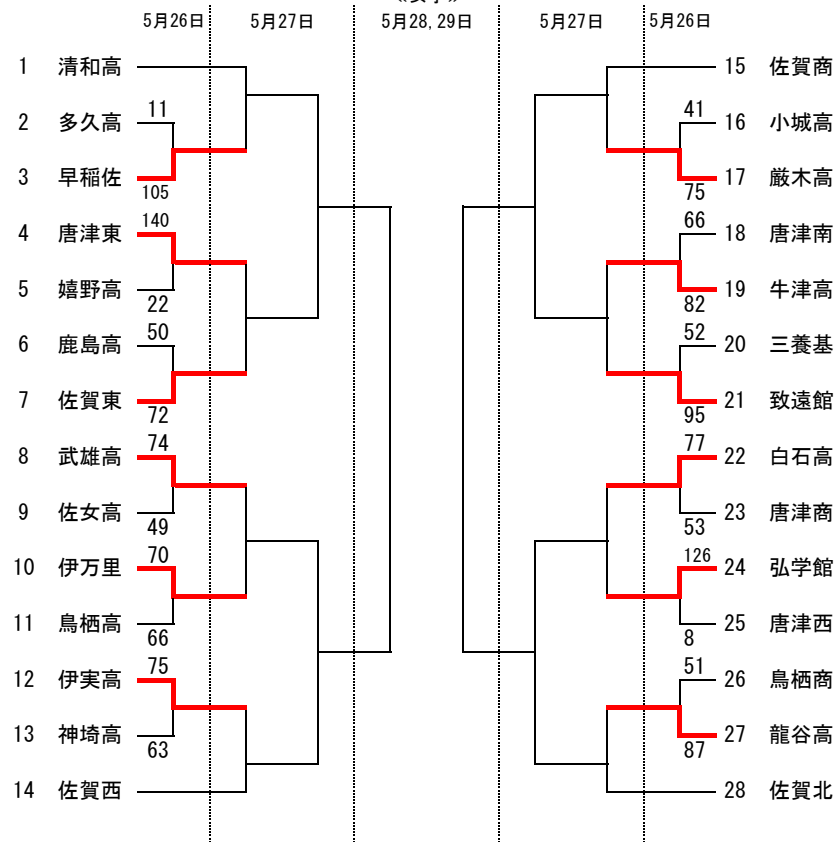 5月26日 5月27日 5月28,29日 5月27日 5月26日
1 清和高 15 佐賀商
11 41
2 多久高 16 小城高
3 早稲佐 17 厳木高
105 75
140 66
4 唐津東 18 唐津南
5 嬉野高 19 牛津高
22 82
50 52
6 鹿島高 20 三養基
7 佐賀東 21 致遠館
72 95
74 77
8 武雄高 22 白石高
9 佐女高 23 唐津商
49 53
70 126
10 伊万里 24 弘学館
11 鳥栖高 25 唐津西
66 8
75 51
12 伊実高 26 鳥栖商
13 神埼高 27 龍谷高
63 87
14 佐賀西 28 佐賀北